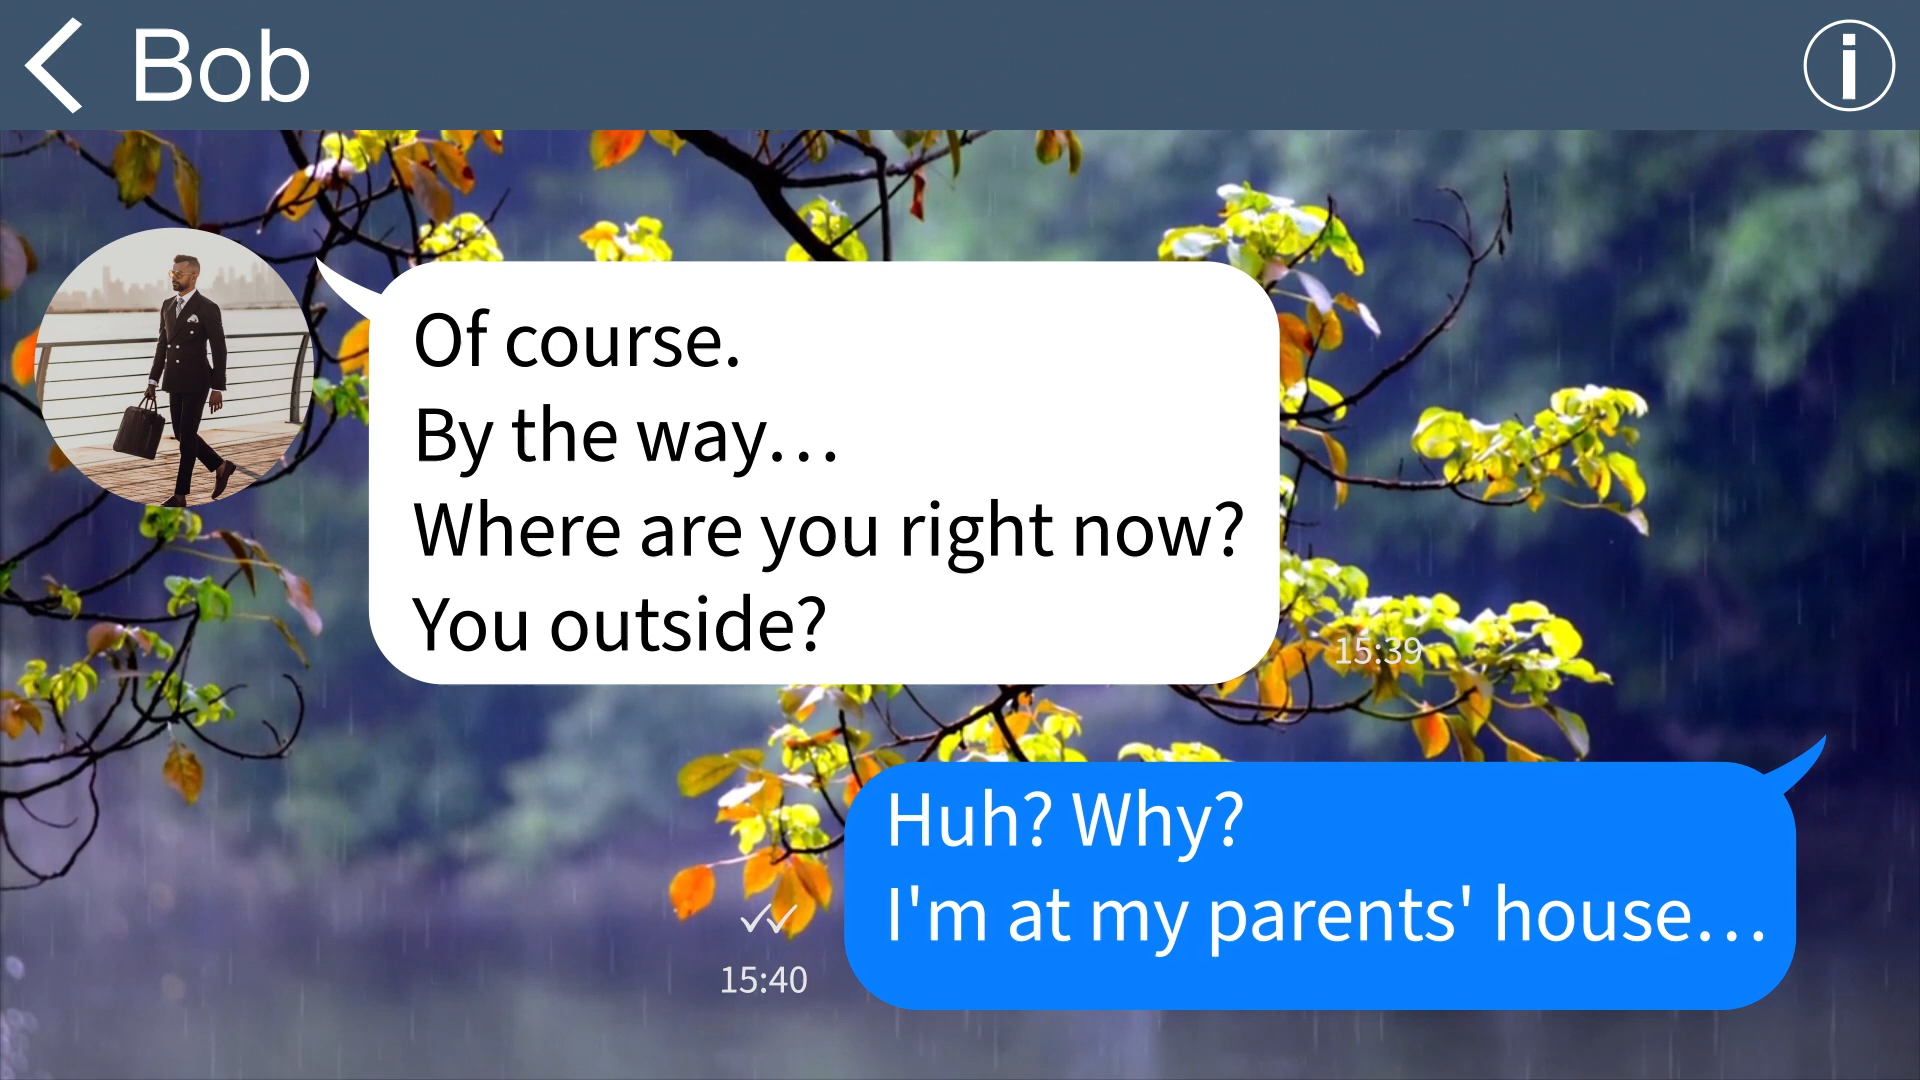 Bob
Of course.
By the way…
Where are you right now?
You outside?
15:39
Huh? Why?
I'm at my parents' house…
15:40